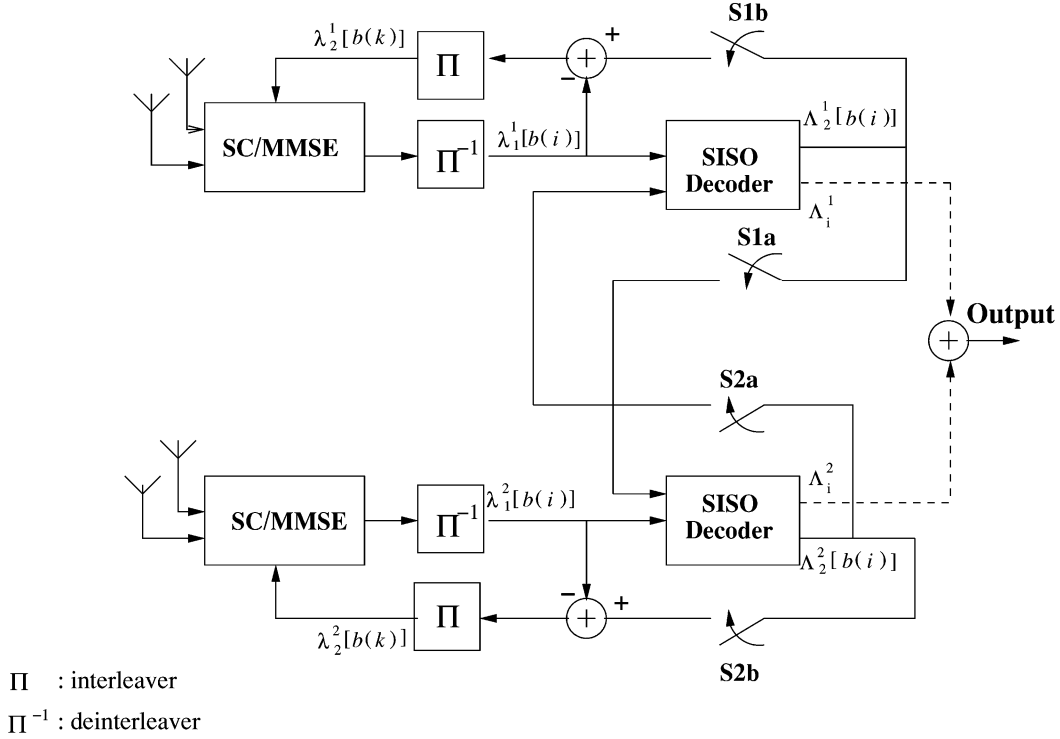 S1b
λ₂¹[b(k)]
Π
+
−
+
SC/MMSE
Π⁻¹
λ₁¹[b(i)]
SISO
Decoder
Λ₂¹[b(i)]
Λᵢ¹
S1a
Output
+
S2a
SC/MMSE
Π⁻¹
λ₁²[b(i)]
SISO
Decoder
Λᵢ²
Λ₂²[b(i)]
−
+
+
Π
λ₂²[b(k)]
S2b
Π : interleaver
Π⁻¹ : deinterleaver